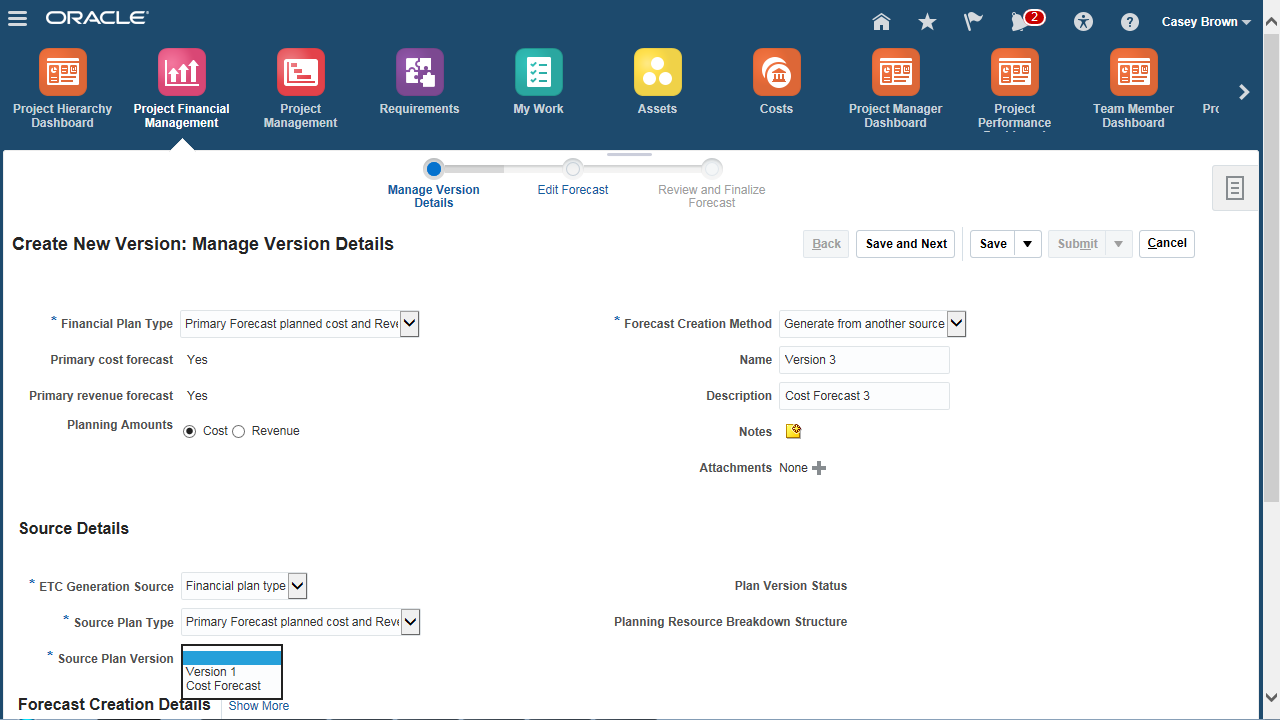 ORACLE
2
Casey Brown
Project Hierarchy
Dashboard
Project Financial
Management
Project
Management
Requirements
My Work
Assets
Costs
Project Manager
Dashboard
Project
Performance
Team Member
Dashboard
Manage Version
Details
Edit Forecast
Review and Finalize
Forecast
Create New Version: Manage Version Details
Back
Save and Next
Save
Submit
Cancel
* Financial Plan Type Primary Forecast planned cost and Reve
Primary cost forecast Yes
Primary revenue forecast Yes
Planning Amounts Cost Revenue
* Forecast Creation Method Generate from another source
Name Version 3
Description Cost Forecast 3
Notes
Attachments None
Source Details
* ETC Generation Source Financial plan type
* Source Plan Type Primary Forecast planned cost and Reve
* Source Plan Version
Version 1
Cost Forecast
Plan Version Status
Planning Resource Breakdown Structure
Forecast Creation Details Show More